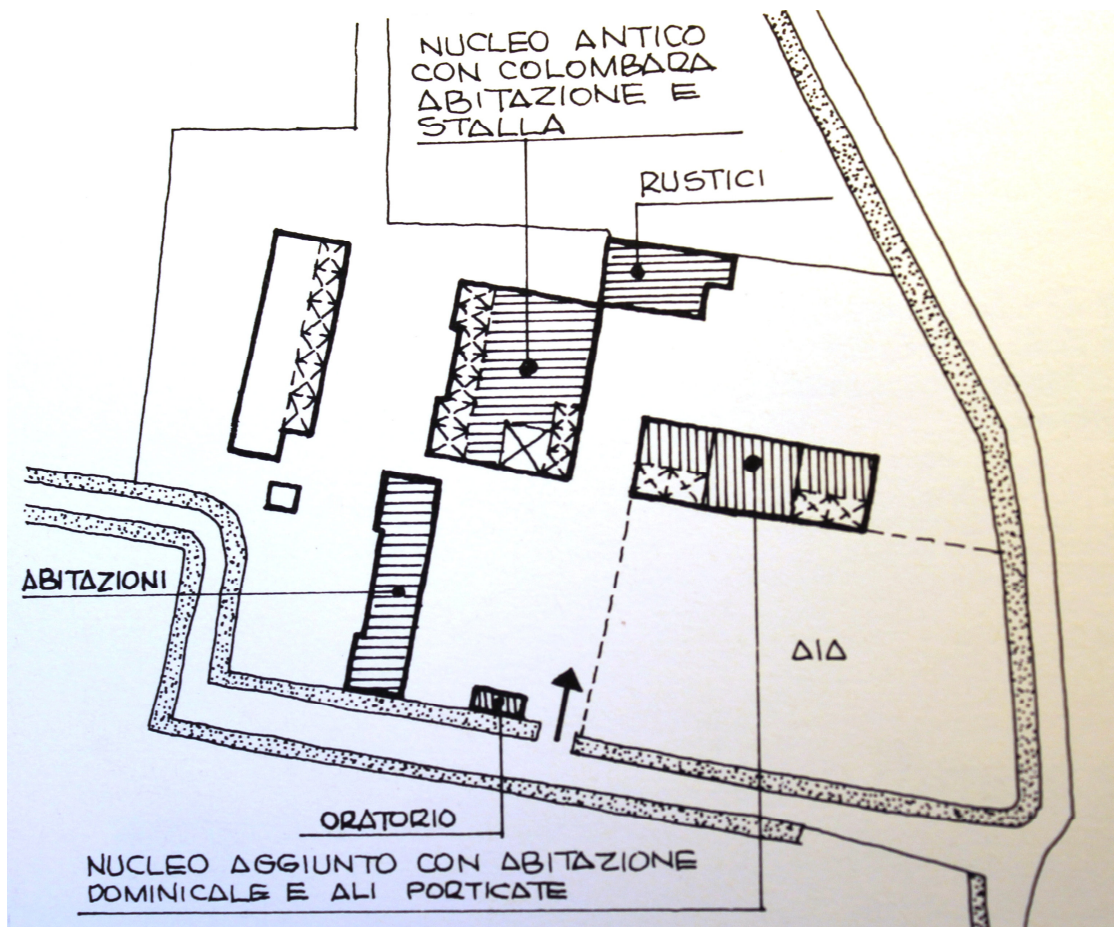 NUCLEO ANTICO
CON COLOMBARA
ABITAZIONE E
STALLA
RUSTICI
ABITAZIONI
AIA
ORATORIO
NUCLEO AGGIUNTO CON ABITAZIONE
DOMINICALE E ALI PORTICATE